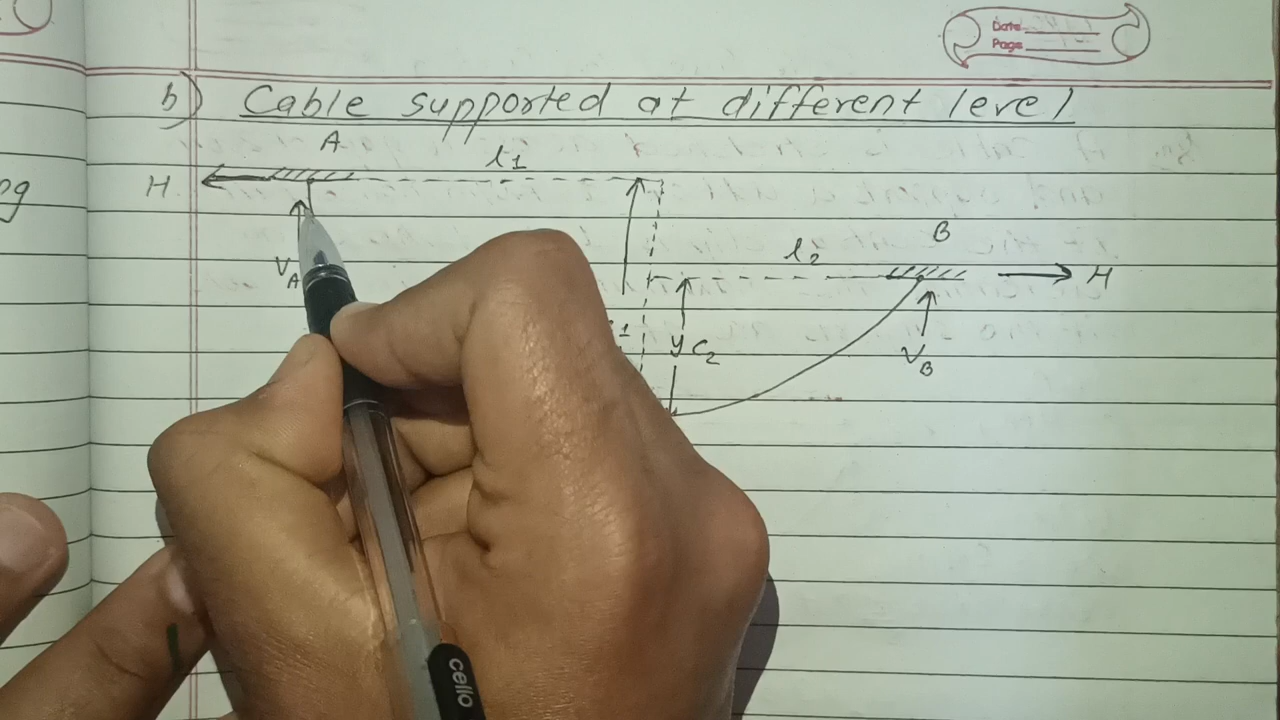 Date
Page
b) Cable supported at different level
A
l1
H
B
l2
H
VA
yc2
VB
cello